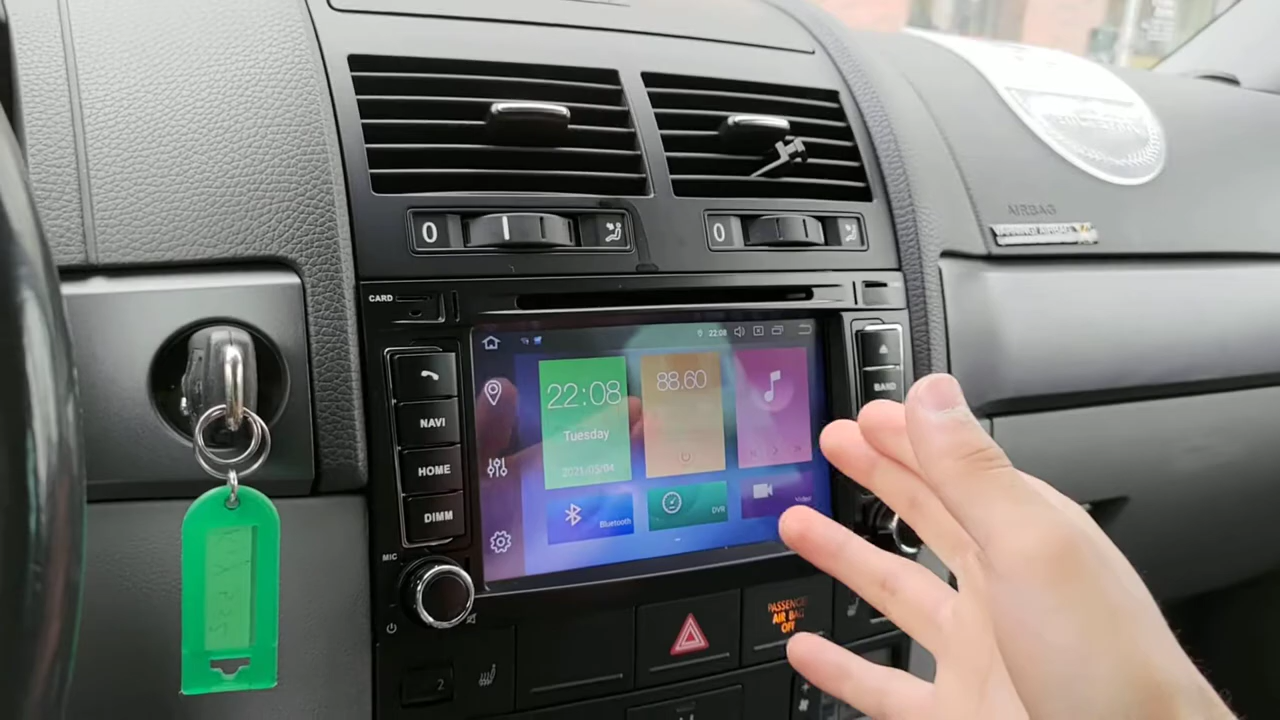 AIRBAG
0
0
CARD
22:08
NAVI
HOME
DIMM
MIC
22:08
Tuesday
2021/05/04
88.60
Bluetooth
DVR
Video
BAND
PASSENGER
AIR BAG
OFF
2